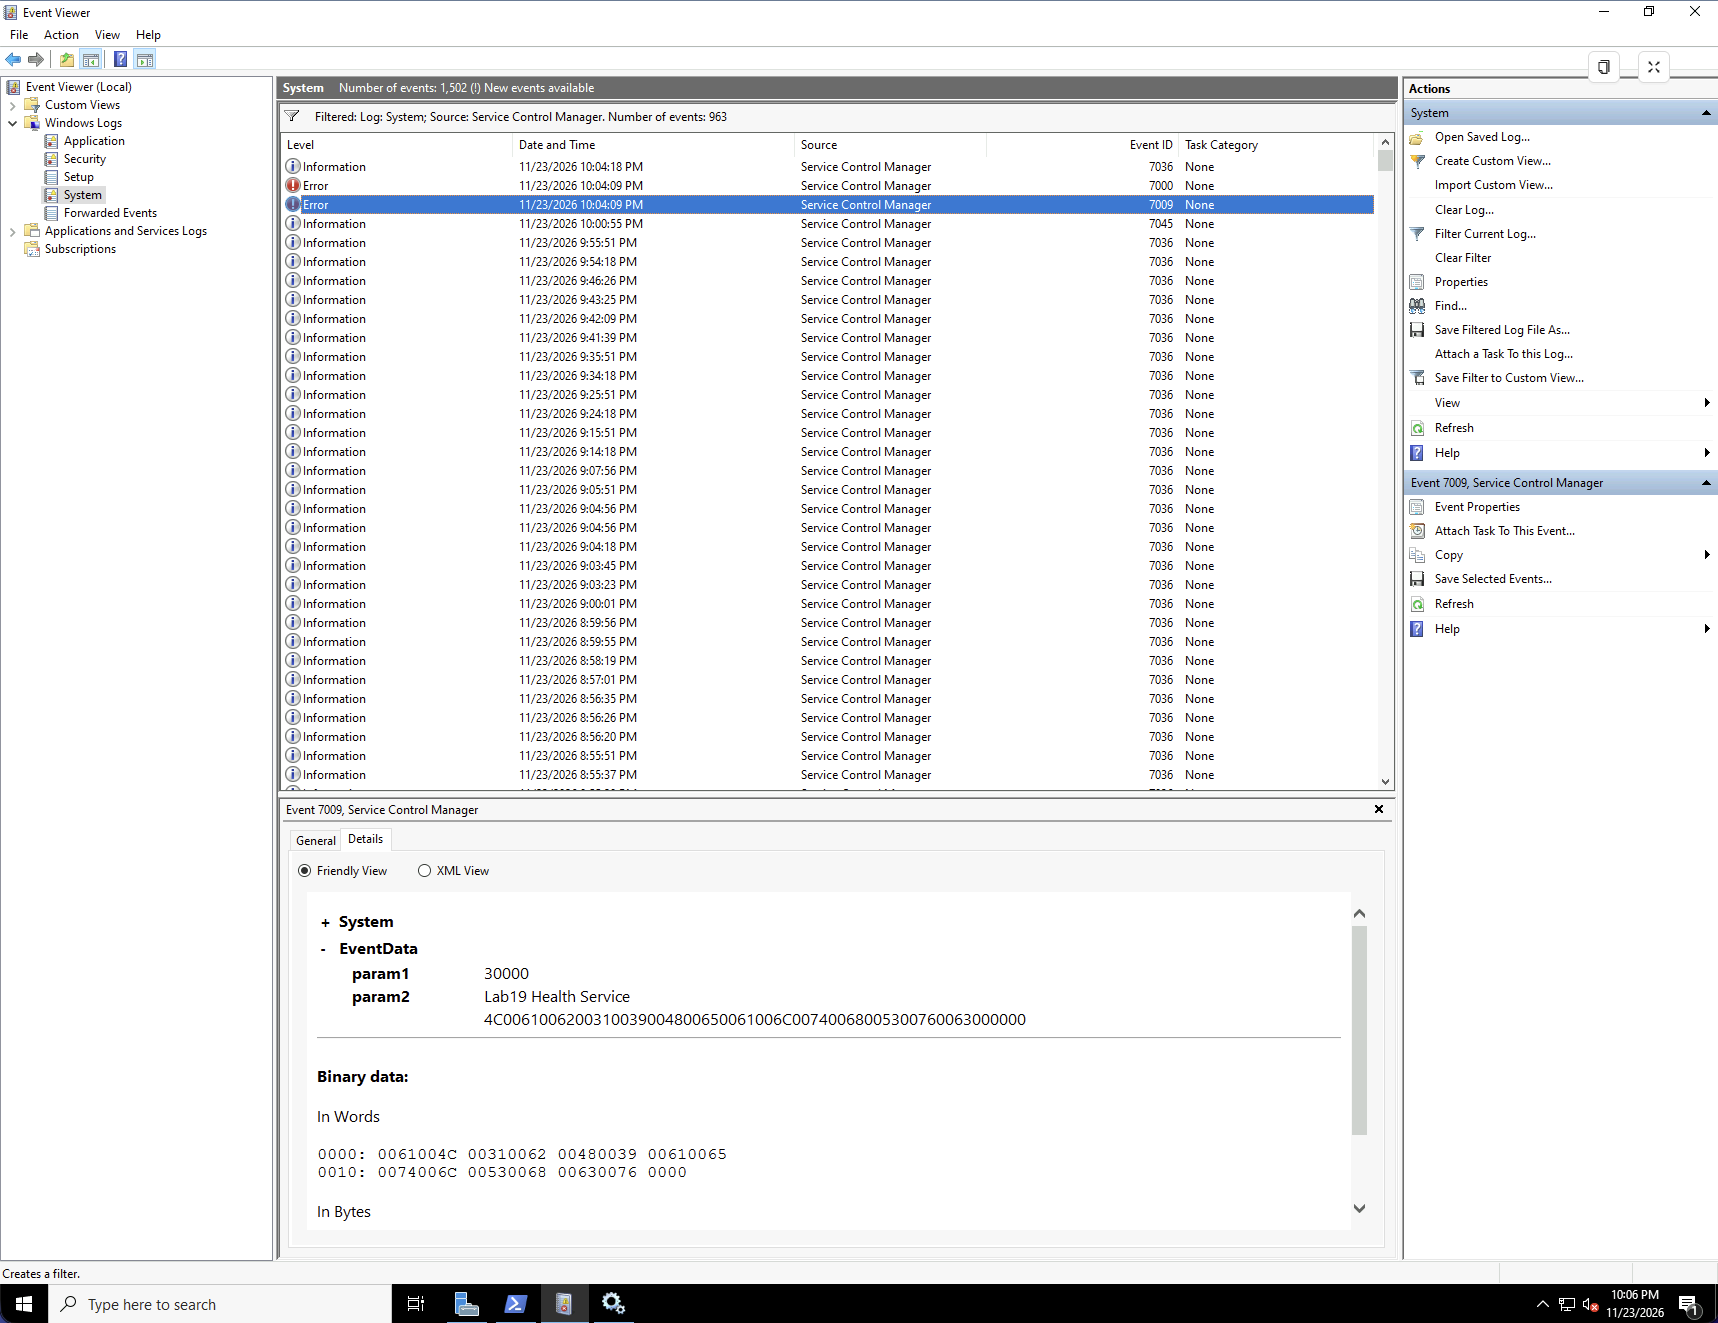 Event Viewer
File Action View Help
Event Viewer (Local)
Custom Views
Windows Logs
Application
Security
Setup
System
Forwarded Events
Applications and Services Logs
Subscriptions
System Number of events: 1,502 (!) New events available
Filtered: Log: System; Source: Service Control Manager. Number of events: 963
Level Date and Time Source Event ID Task Category
Information 11/23/2026 10:04:18 PM Service Control Manager 7036 None
Error 11/23/2026 10:04:09 PM Service Control Manager 7000 None
Error 11/23/2026 10:04:09 PM Service Control Manager 7009 None
Information 11/23/2026 10:00:55 PM Service Control Manager 7045 None
Information 11/23/2026 9:55:51 PM Service Control Manager 7036 None
Information 11/23/2026 9:54:18 PM Service Control Manager 7036 None
Information 11/23/2026 9:46:26 PM Service Control Manager 7036 None
Information 11/23/2026 9:43:25 PM Service Control Manager 7036 None
Information 11/23/2026 9:42:09 PM Service Control Manager 7036 None
Information 11/23/2026 9:41:39 PM Service Control Manager 7036 None
Information 11/23/2026 9:35:51 PM Service Control Manager 7036 None
Information 11/23/2026 9:34:18 PM Service Control Manager 7036 None
Information 11/23/2026 9:25:51 PM Service Control Manager 7036 None
Information 11/23/2026 9:24:18 PM Service Control Manager 7036 None
Information 11/23/2026 9:15:51 PM Service Control Manager 7036 None
Information 11/23/2026 9:14:18 PM Service Control Manager 7036 None
Information 11/23/2026 9:07:56 PM Service Control Manager 7036 None
Information 11/23/2026 9:05:51 PM Service Control Manager 7036 None
Information 11/23/2026 9:04:56 PM Service Control Manager 7036 None
Information 11/23/2026 9:04:56 PM Service Control Manager 7036 None
Information 11/23/2026 9:04:18 PM Service Control Manager 7036 None
Information 11/23/2026 9:03:45 PM Service Control Manager 7036 None
Information 11/23/2026 9:03:23 PM Service Control Manager 7036 None
Information 11/23/2026 9:00:01 PM Service Control Manager 7036 None
Information 11/23/2026 8:59:56 PM Service Control Manager 7036 None
Information 11/23/2026 8:59:55 PM Service Control Manager 7036 None
Information 11/23/2026 8:58:19 PM Service Control Manager 7036 None
Information 11/23/2026 8:57:01 PM Service Control Manager 7036 None
Information 11/23/2026 8:56:35 PM Service Control Manager 7036 None
Information 11/23/2026 8:56:26 PM Service Control Manager 7036 None
Information 11/23/2026 8:56:20 PM Service Control Manager 7036 None
Information 11/23/2026 8:55:51 PM Service Control Manager 7036 None
Information 11/23/2026 8:55:37 PM Service Control Manager 7036 None
Event 7009, Service Control Manager
General Details
Friendly View XML View
+ System
- EventData
param1 30000
param2 Lab19 Health Service
4C0061006200310039004800650061006C00740068005300760063000000
Binary data:
In Words
0000: 0061004C 00310062 00480039 00610065
0010: 0074006C 00530068 00630076 0000
In Bytes
Actions
System
Open Saved Log...
Create Custom View...
Import Custom View...
Clear Log...
Filter Current Log...
Clear Filter
Properties
Find...
Save Filtered Log File As...
Attach a Task To this Log...
Save Filter to Custom View...
View
Refresh
Help
Event 7009, Service Control Manager
Event Properties
Attach Task To This Event...
Copy
Save Selected Events...
Refresh
Help
Creates a filter.
Type here to search
10:06 PM
11/23/2026
1